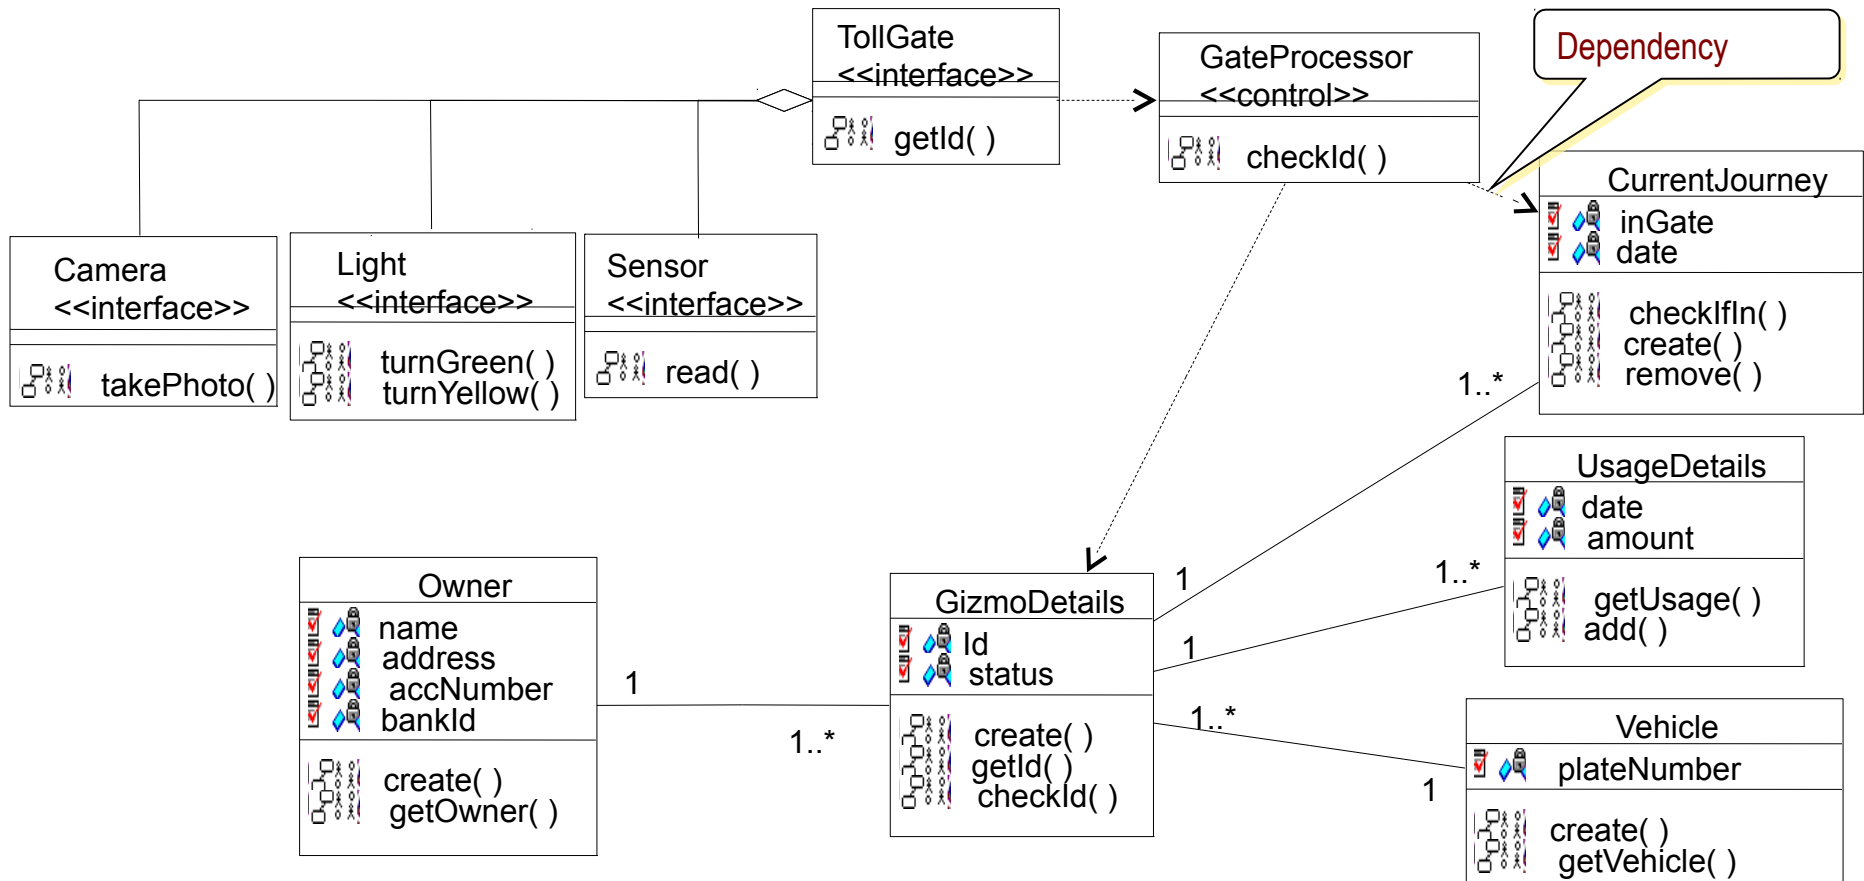 TollGate
<<interface>>
getId( )
GateProcessor
<<control>>
checkId( )
Dependency
CurrentJourney
inGate
date
checkIfIn( )
create( )
remove( )
Camera
<<interface>>
takePhoto( )
Light
<<interface>>
turnGreen( )
turnYellow( )
Sensor
<<interface>>
read( )
1..*
1
UsageDetails
date
amount
getUsage( )
add( )
1..*
1
Owner
name
address
accNumber
bankId
create( )
getOwner( )
1
1..*
GizmoDetails
Id
status
create( )
getId( )
checkId( )
1..*
1
Vehicle
plateNumber
create( )
getVehicle( )